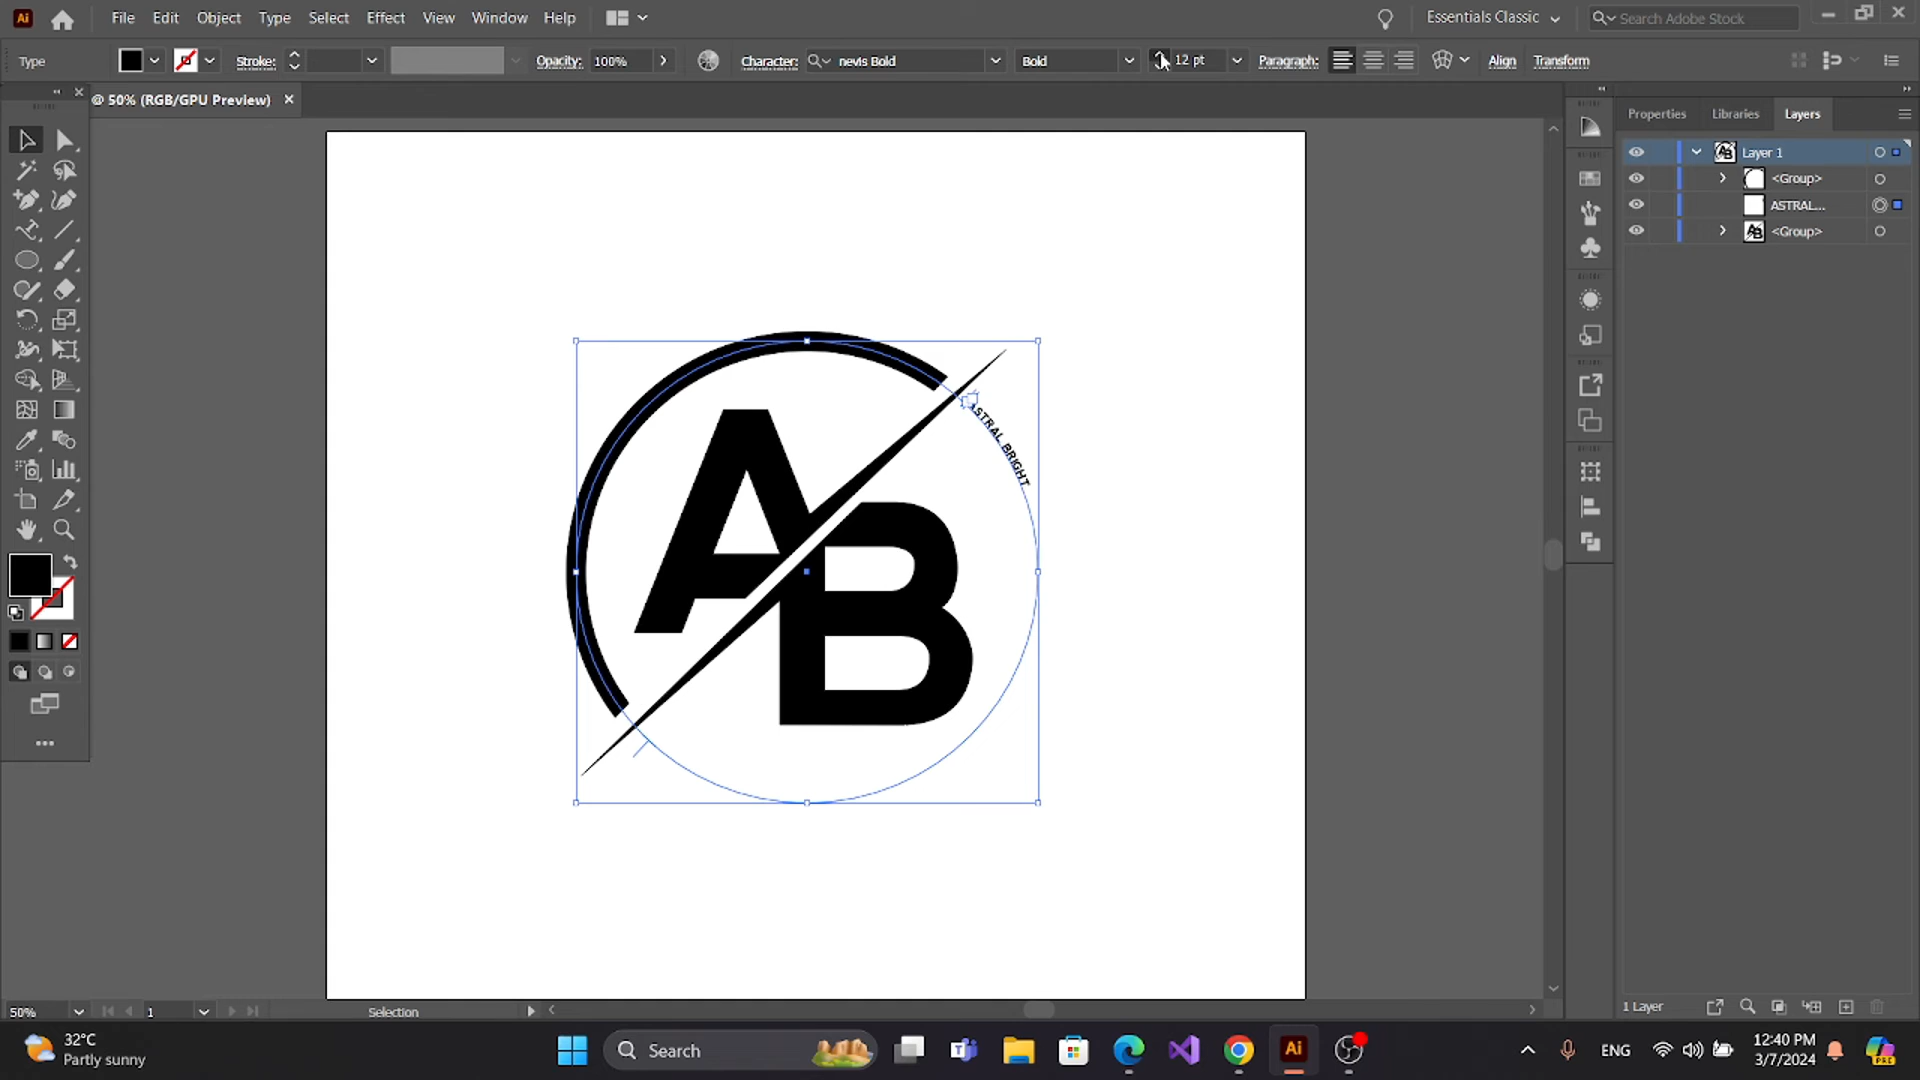 Ai File Edit Object Type Select Effect View Window Help Essentials Classic Search Adobe Stock
Type Stroke: Opacity: 100% Character: nevis Bold Bold 12 pt Paragraph: Align Transform
@ 50% (RGB/GPU Preview)
Properties Libraries Layers
Layer 1
<Group>
ASTRAL...
<Group>
ASTRAL BRIGHT
AB
50% 1 Selection 1 Layer
32°C
Partly sunny
Search
Ai
ENG
12:40 PM
3/7/2024
PRE